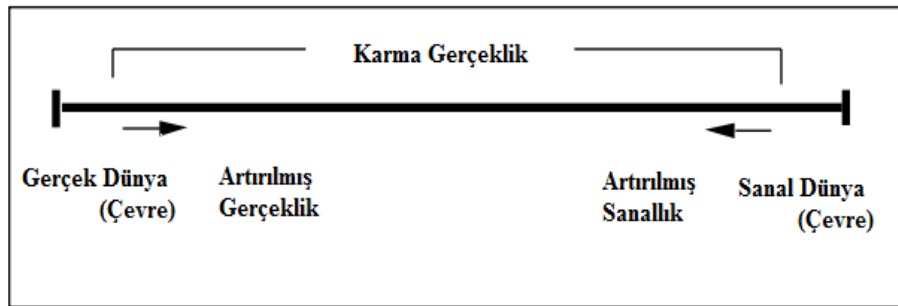 Karma Gerçeklik
Gerçek Dünya
(Çevre)
Artırılmış
Gerçeklik
Artırılmış
Sanallık
Sanal Dünya
(Çevre)